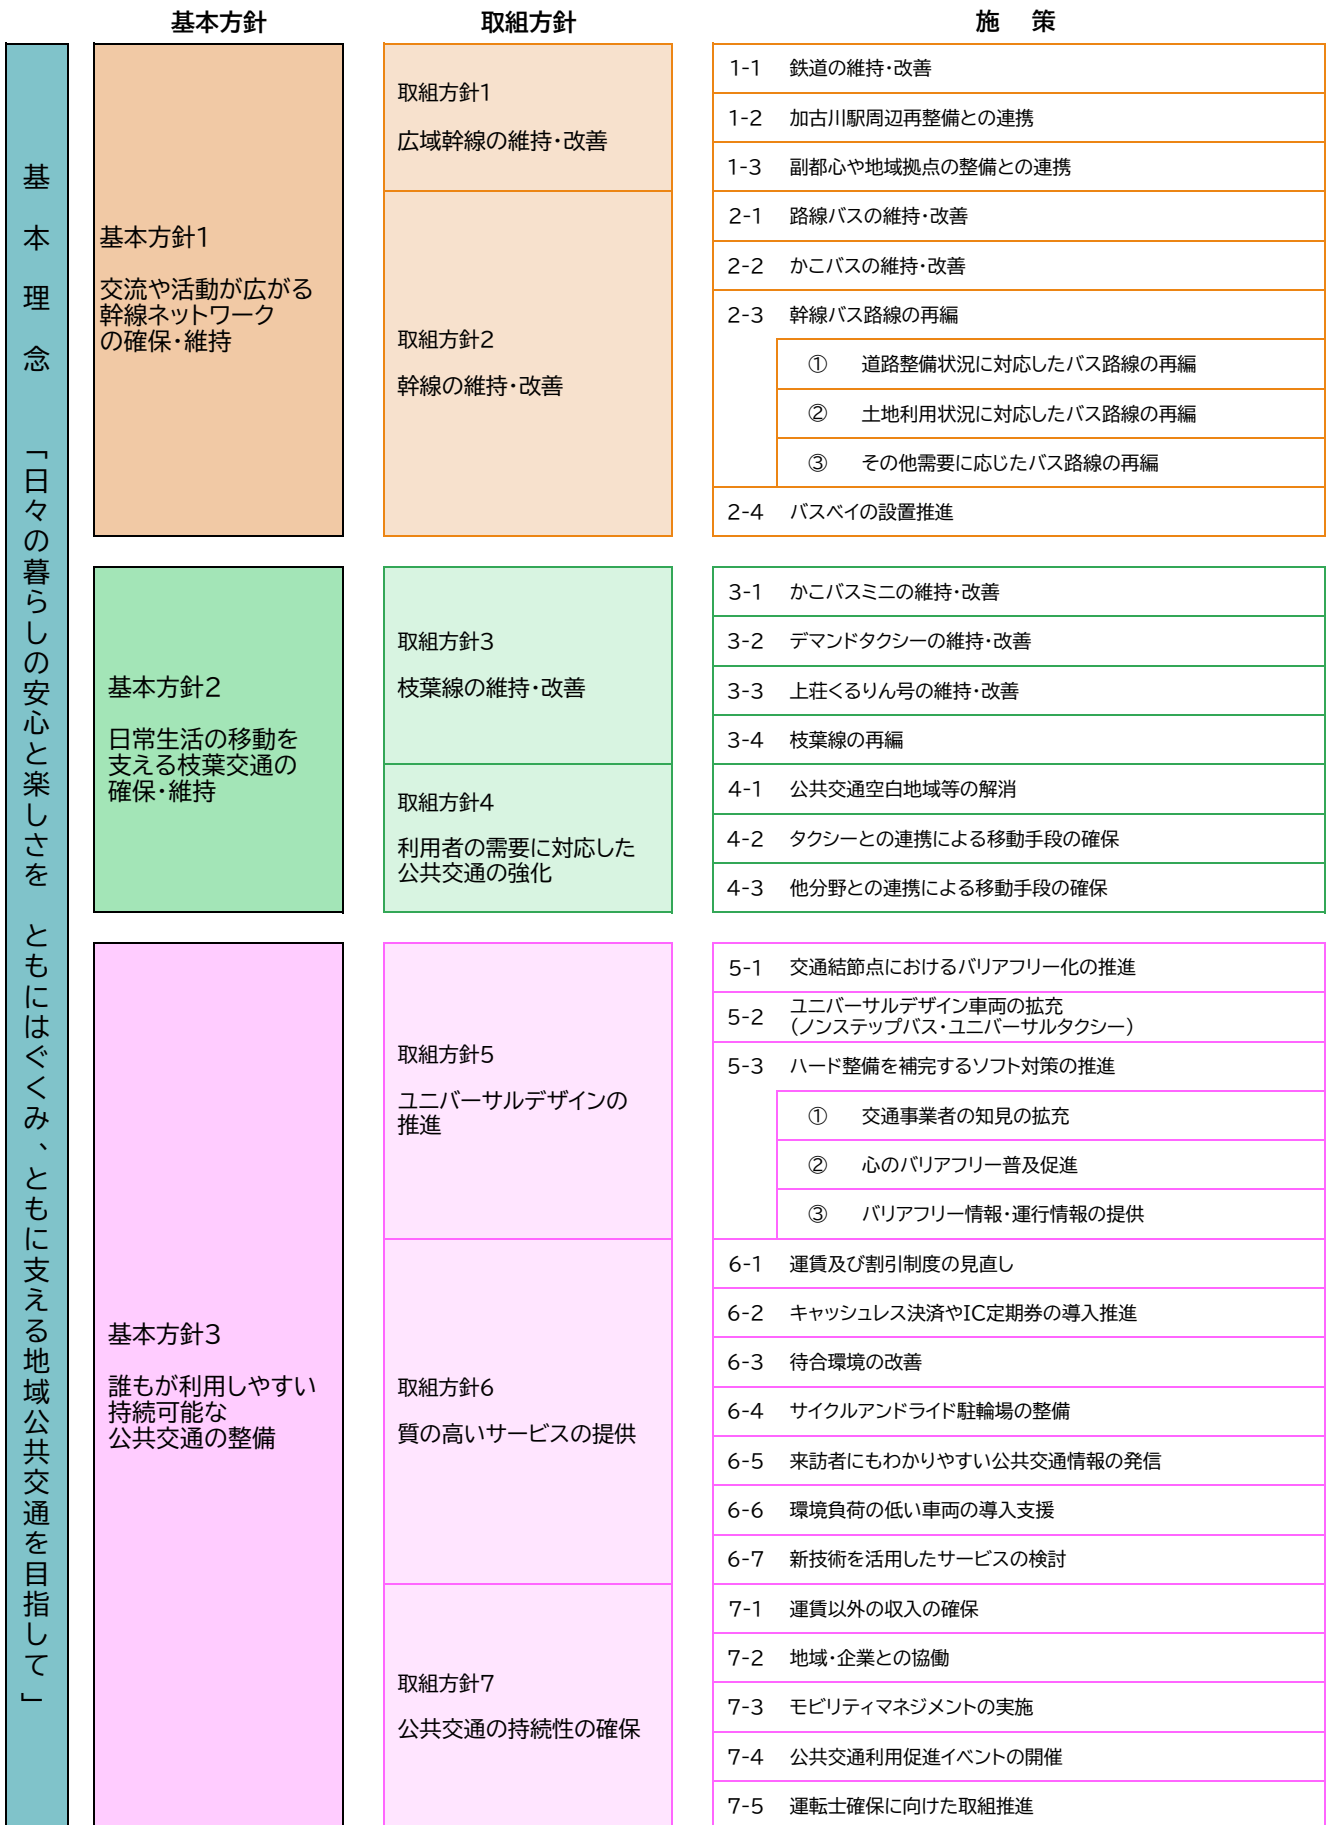 基本方針
取組方針
施　策
基本理念　「日々の暮らしの安心と楽しさを　ともにはぐくみ、ともに支える地域公共交通を目指して」
基本方針1
交流や活動が広がる
幹線ネットワーク
の確保・維持
取組方針1
広域幹線の維持・改善
1-1　鉄道の維持・改善
1-2　加古川駅周辺再整備との連携
1-3　副都心や地域拠点の整備との連携
取組方針2
幹線の維持・改善
2-1　路線バスの維持・改善
2-2　かこバスの維持・改善
2-3　幹線バス路線の再編
①　道路整備状況に対応したバス路線の再編
②　土地利用状況に対応したバス路線の再編
③　その他需要に応じたバス路線の再編
2-4　バスベイの設置推進
基本方針2
日常生活の移動を
支える枝葉交通の
確保・維持
取組方針3
枝葉線の維持・改善
3-1　かこバスミニの維持・改善
3-2　デマンドタクシーの維持・改善
3-3　上荘くるりん号の維持・改善
3-4　枝葉線の再編
取組方針4
利用者の需要に対応した
公共交通の強化
4-1　公共交通空白地域等の解消
4-2　タクシーとの連携による移動手段の確保
4-3　他分野との連携による移動手段の確保
基本方針3
誰もが利用しやすい
持続可能な
公共交通の整備
取組方針5
ユニバーサルデザインの
推進
5-1　交通結節点におけるバリアフリー化の推進
5-2　ユニバーサルデザイン車両の拡充
（ノンステップバス・ユニバーサルタクシー）
5-3　ハード整備を補完するソフト対策の推進
①　交通事業者の知見の拡充
②　心のバリアフリー普及促進
③　バリアフリー情報・運行情報の提供
取組方針6
質の高いサービスの提供
6-1　運賃及び割引制度の見直し
6-2　キャッシュレス決済やIC定期券の導入推進
6-3　待合環境の改善
6-4　サイクルアンドライド駐輪場の整備
6-5　来訪者にもわかりやすい公共交通情報の発信
6-6　環境負荷の低い車両の導入支援
6-7　新技術を活用したサービスの検討
取組方針7
公共交通の持続性の確保
7-1　運賃以外の収入の確保
7-2　地域・企業との協働
7-3　モビリティマネジメントの実施
7-4　公共交通利用促進イベントの開催
7-5　運転士確保に向けた取組推進